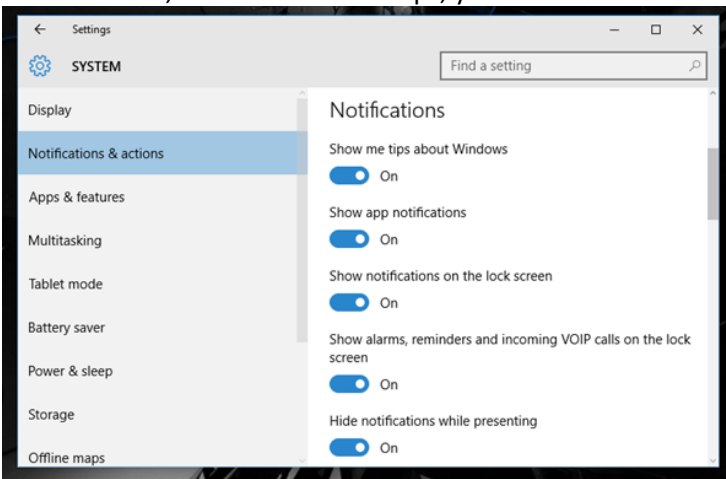 Settings
SYSTEM
Find a setting
Display
Notifications & actions
Apps & features
Multitasking
Tablet mode
Battery saver
Power & sleep
Storage
Offline maps
Notifications
Show me tips about Windows
On
Show app notifications
On
Show notifications on the lock screen
On
Show alarms, reminders and incoming VOIP calls on the lock
screen
On
Hide notifications while presenting
On